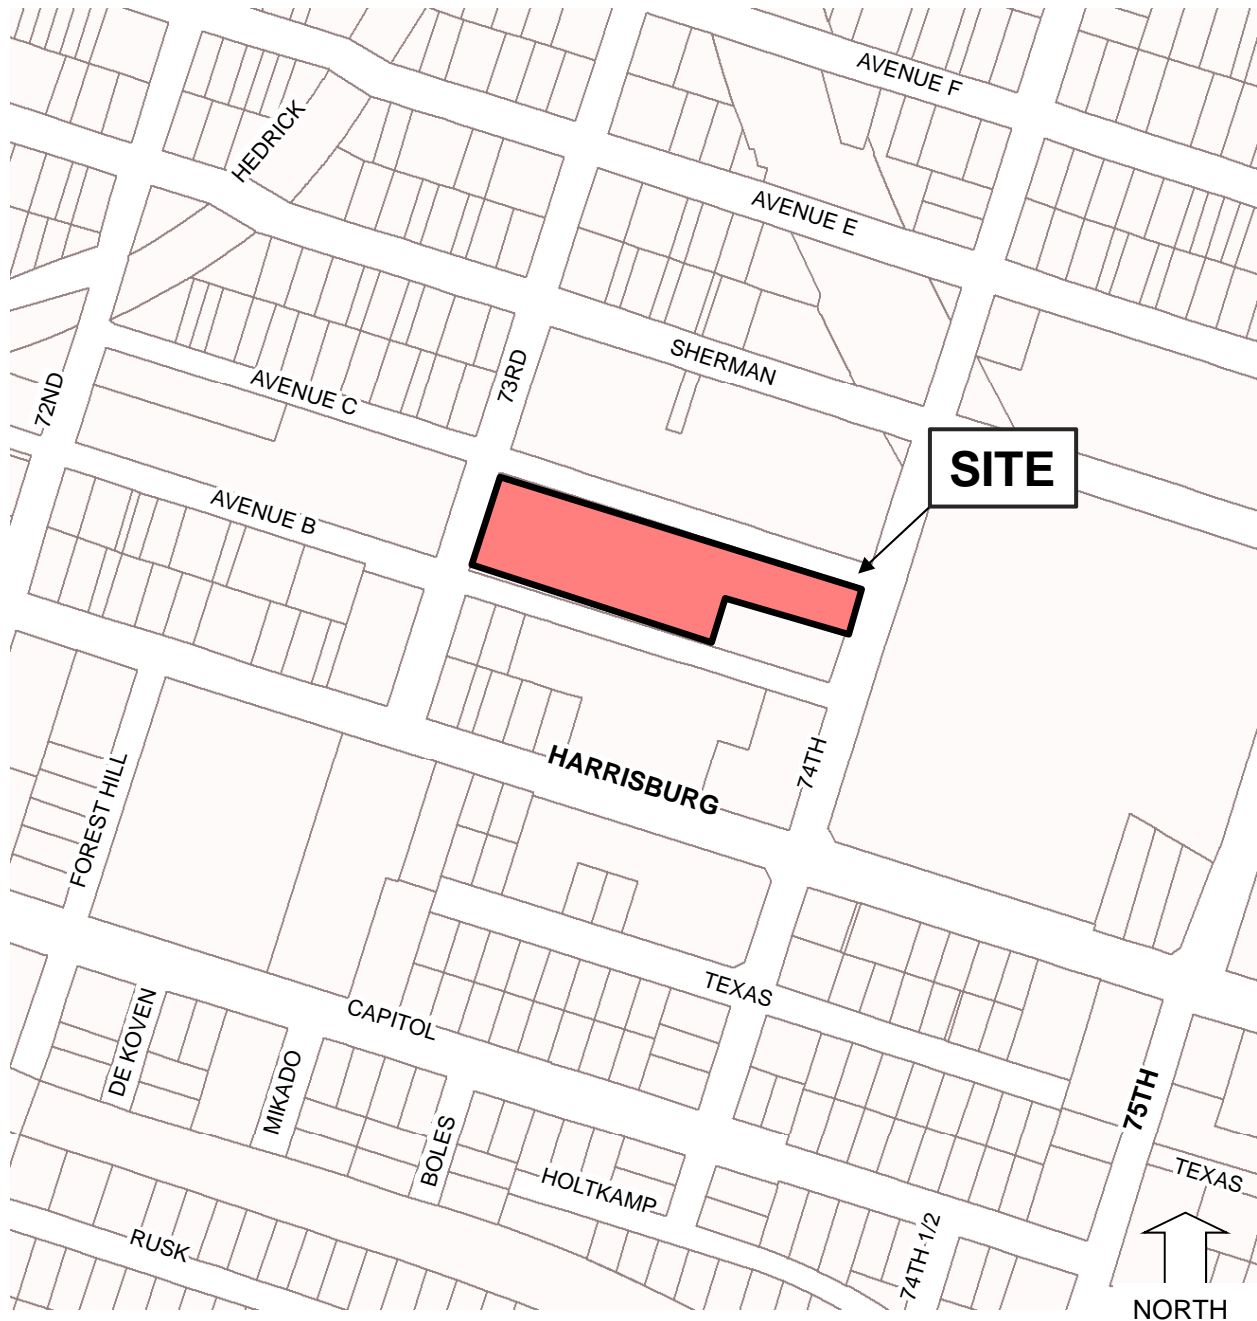 AVENUE F
HEDRICK
AVENUE E
SHERMAN
73RD
AVENUE C
72ND
SITE
AVENUE B
HARRISBURG
74TH
FOREST HILL
TEXAS
CAPITOL
DE KOVEN
MIKADO
BOLES
75TH
HOLTKAMP
TEXAS
RUSK
74TH 1/2
NORTH